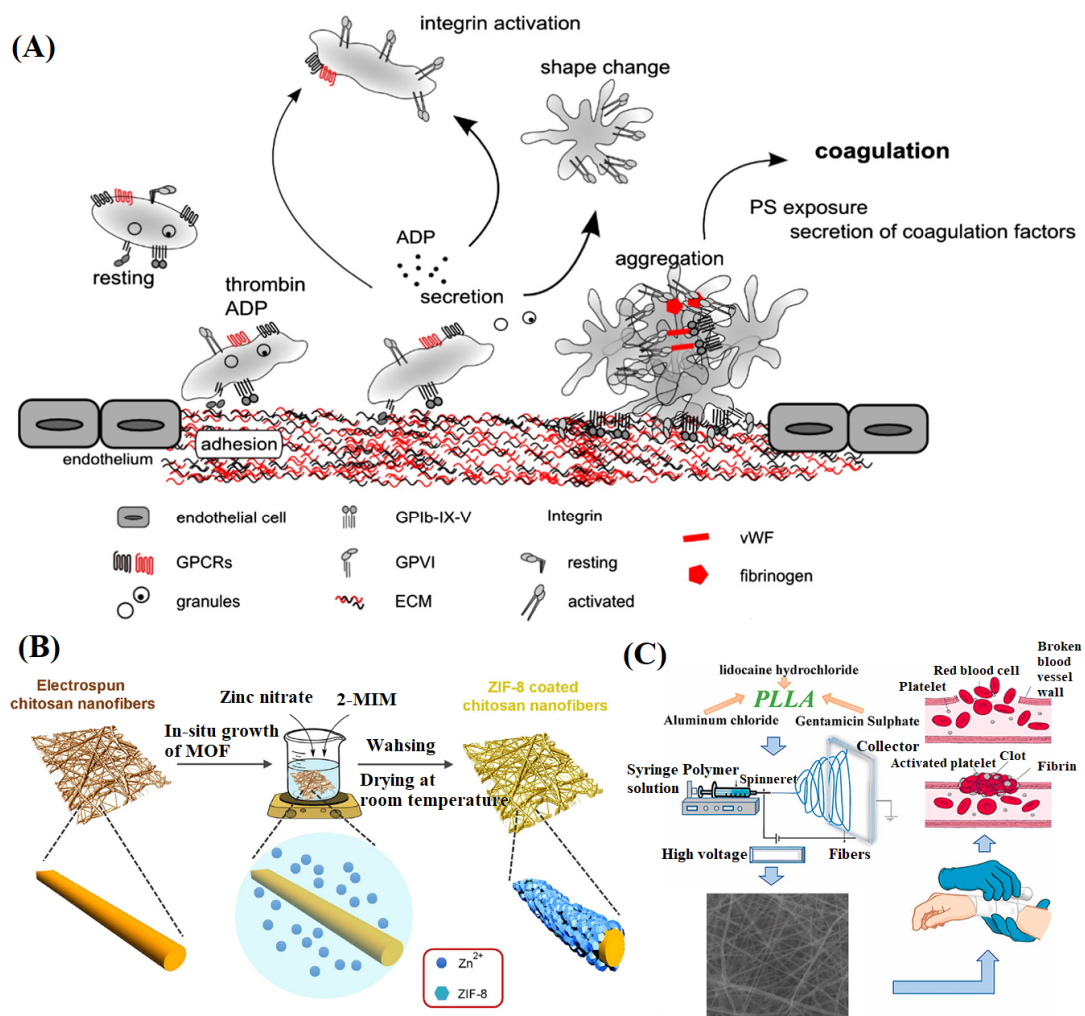 (A)
integrin activation
shape change
coagulation
PS exposure
secretion of coagulation factors
ADP
aggregation
resting
thrombin
ADP
secretion
adhesion
endothelium
endothelial cell
GPIb-IX-V
Integrin
vWF
GPCRs
GPVI
resting
fibrinogen
granules
ECM
activated
(B)
Electrospun
chitosan nanofibers
Zinc nitrate
2-MIM
ZIF-8 coated
chitosan nanofibers
In-situ growth
of MOF
Wahsing
Drying at
room temperature
Zn2+
ZIF-8
(C)
lidocaine hydrochloride
PLLA
Aluminum chloride
Gentamicin Sulphate
Collector
Syringe Polymer
solution
Spinneret
High voltage
Fibers
Red blood cell
Broken
blood
vessel
wall
Platelet
Activated platelet
Clot
Fibrin